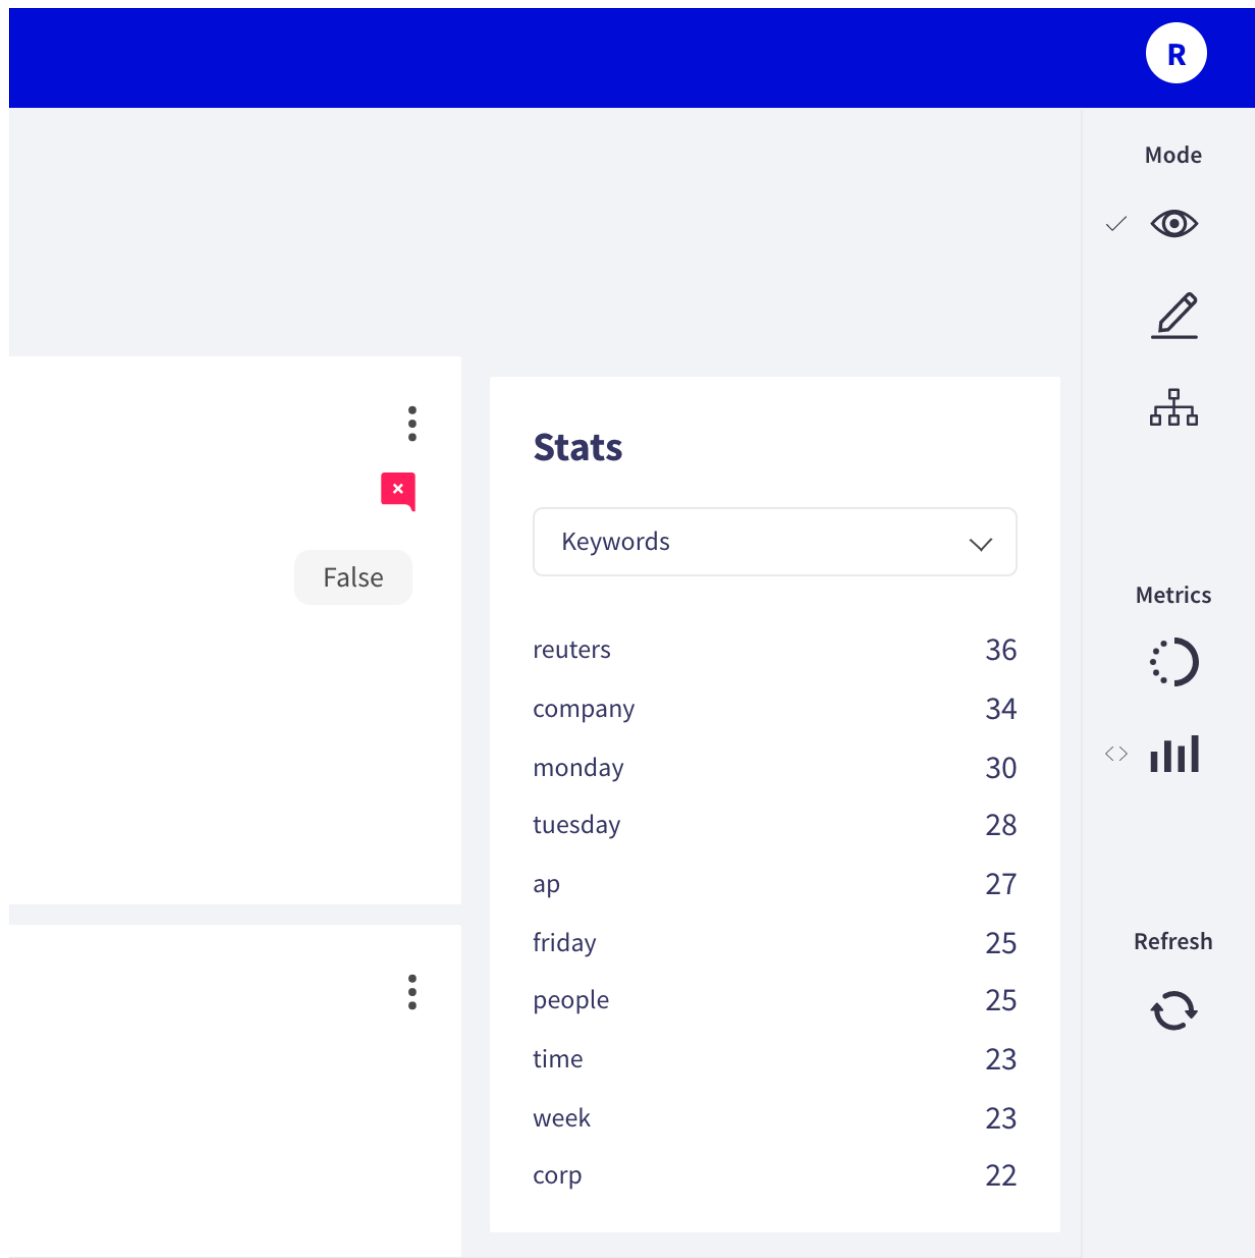 R
Mode
Stats
Keywords
False
reuters 36
company 34
monday 30
tuesday 28
ap 27
friday 25
people 25
time 23
week 23
corp 22
Metrics
Refresh